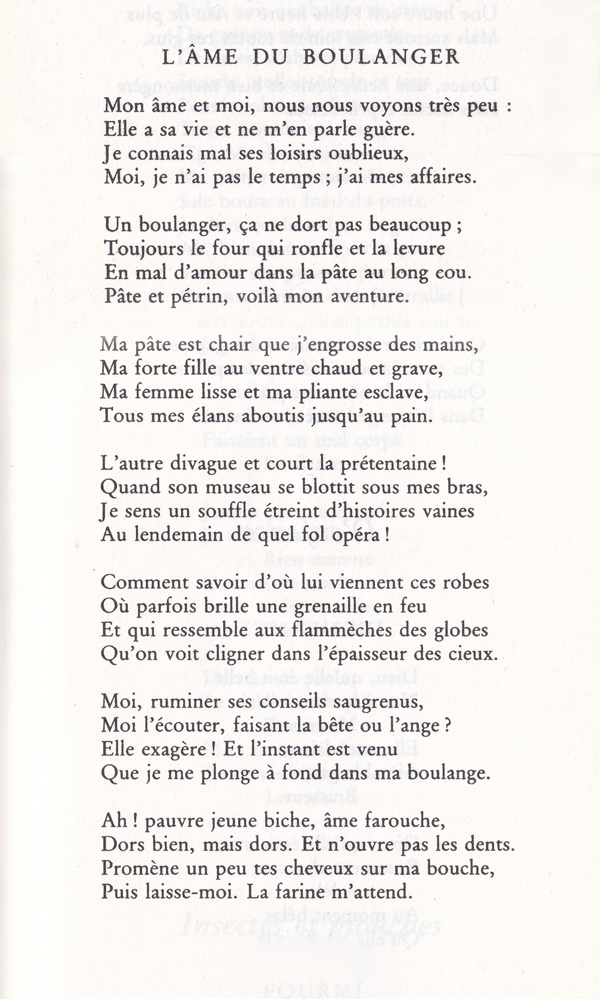 L'ÂME DU BOULANGER
Mon âme et moi, nous nous voyons très peu :
Elle a sa vie et ne m'en parle guère.
Je connais mal ses loisirs oublieux,
Moi, je n'ai pas le temps ; j'ai mes affaires.
Un boulanger, ça ne dort pas beaucoup ;
Toujours le four qui ronfle et la levure
En mal d'amour dans la pâte au long cou.
Pâte et pétrin, voilà mon aventure.
Ma pâte est chair que j'engrosse des mains,
Ma forte fille au ventre chaud et grave,
Ma femme lisse et ma pliante esclave,
Tous mes élans aboutis jusqu'au pain.
L'autre divague et court la prétentaine !
Quand son museau se blottit sous mes bras,
Je sens un souffle étreint d'histoires vaines
Au lendemain de quel fol opéra !
Comment savoir d'où lui viennent ces robes
Où parfois brille une grenaille en feu
Et qui ressemble aux flammèches des globes
Qu'on voit cligner dans l'épaisseur des cieux.
Moi, ruminer ses conseils saugrenus,
Moi l'écouter, faisant la bête ou l'ange ?
Elle exagère ! Et l'instant est venu
Que je me plonge à fond dans ma boulange.
Ah ! pauvre jeune biche, âme farouche,
Dors bien, mais dors. Et n'ouvre pas les dents.
Promène un peu tes cheveux sur ma bouche,
Puis laisse-moi. La farine m'attend.